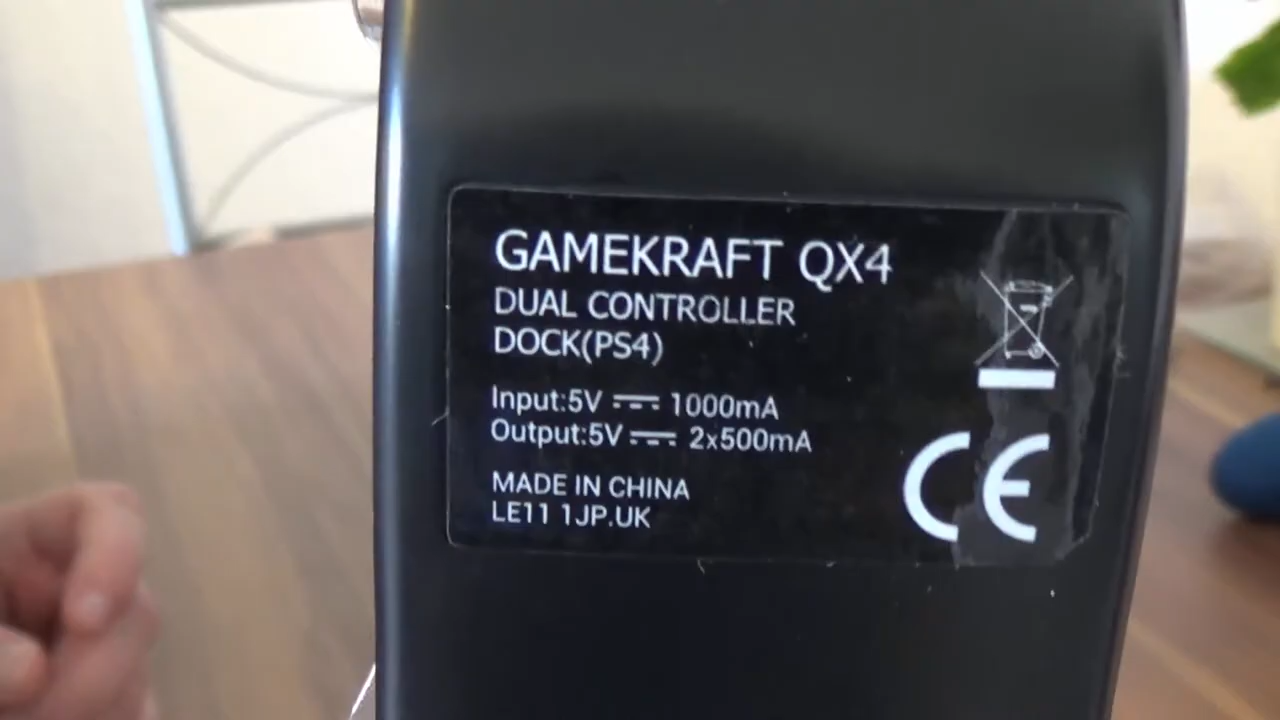 GAMEKRAFT QX4
DUAL CONTROLLER
DOCK(PS4)
Input:5V ⎓ 1000mA
Output:5V ⎓ 2x500mA
MADE IN CHINA
LE11 1JP.UK
CE